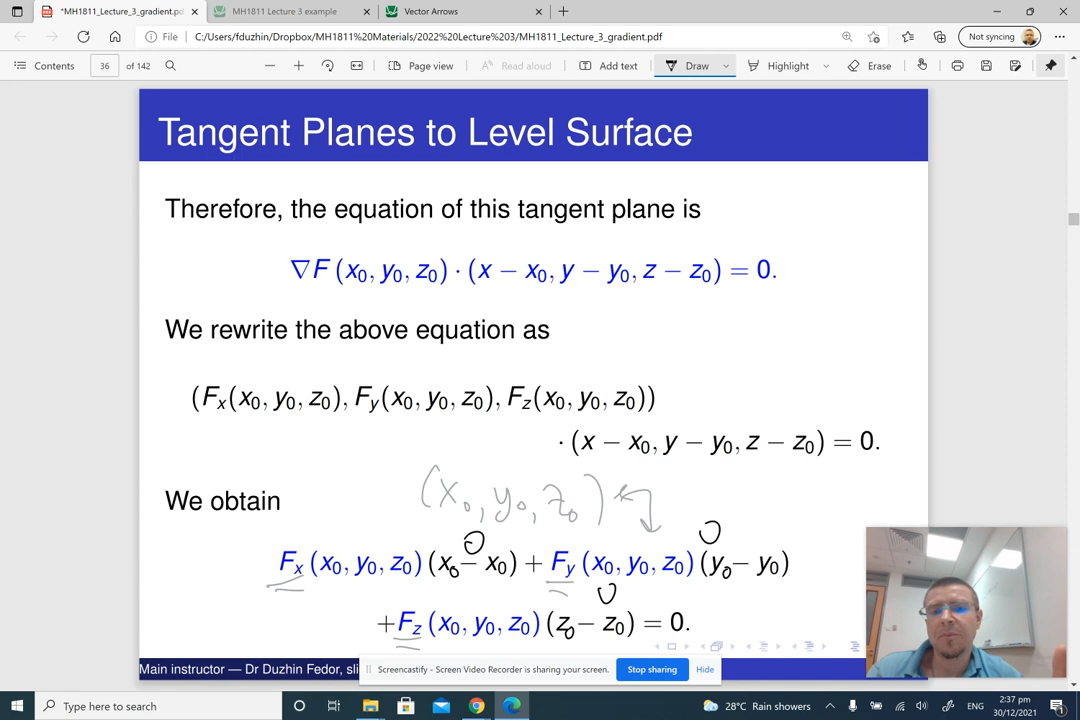 *MH1811_Lecture_3_gradient.pd
MH1811 Lecture 3 example
Vector Arrows
File
C:/Users/fduzhin/Dropbox/MH1811%20Materials/2022%20Lecture%203/MH1811_Lecture_3_gradient.pdf
Not syncing
Contents
36 of 142
Page view
Read aloud
Add text
Draw
Highlight
Erase
Tangent Planes to Level Surface
Therefore, the equation of this tangent plane is
∇F (x₀, y₀, z₀) · (x − x₀, y − y₀, z − z₀) = 0.
We rewrite the above equation as
(Fₓ(x₀, y₀, z₀), F_y(x₀, y₀, z₀), F_z(x₀, y₀, z₀))
· (x − x₀, y − y₀, z − z₀) = 0.
(x₀, y₀, z₀)
We obtain
0 0
Fₓ (x₀, y₀, z₀) (x₀ − x₀) + F_y (x₀, y₀, z₀) (y₀ − y₀)
0
+F_z (x₀, y₀, z₀) (z₀ − z₀) = 0.
Main instructor — Dr Duzhin Fedor, sli
Screencastify - Screen Video Recorder is sharing your screen.
Stop sharing
Hide
Type here to search
28°C Rain showers
ENG
2:37 pm
30/12/2021